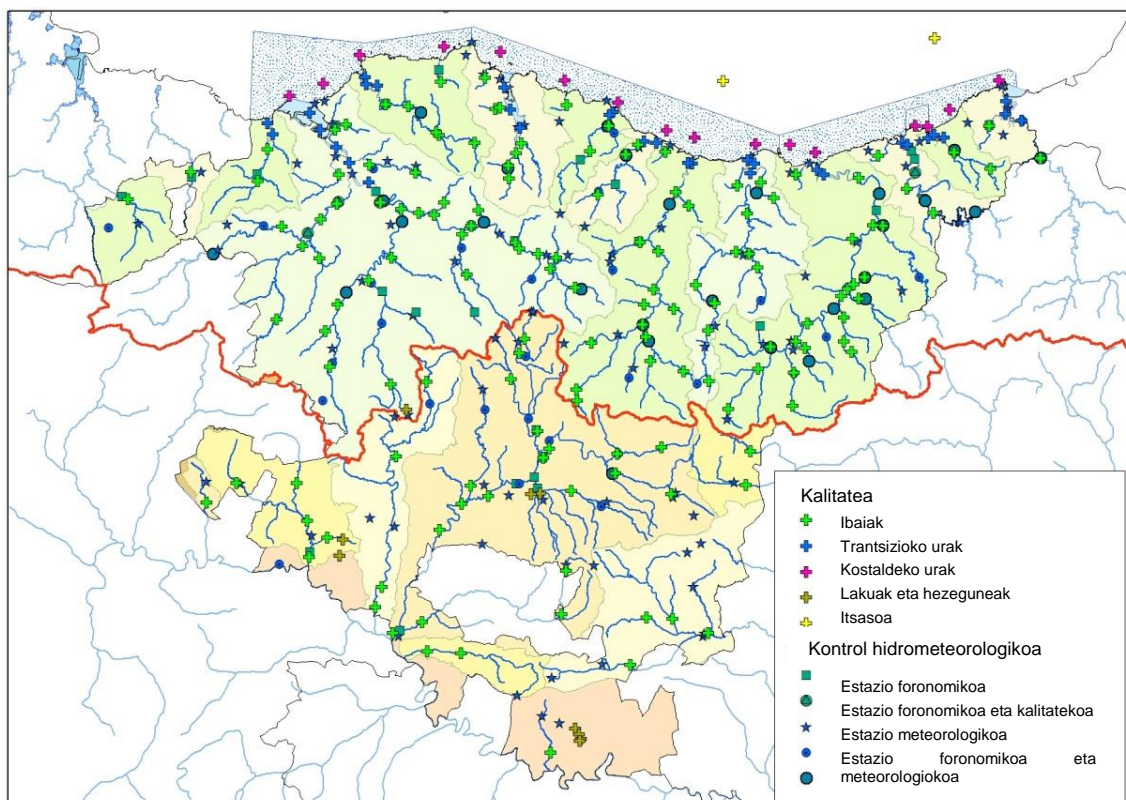 Kalitatea
Ibaiak
Trantsizioko urak
Kostaldeko urak
Lakuak eta hezeguneak
Itsasoa
Kontrol hidrometeorologikoa
Estazio foronomikoa
Estazio foronomikoa eta kalitatekoa
Estazio meteorologikoa
Estazio foronomikoa eta
meteorologiokoa